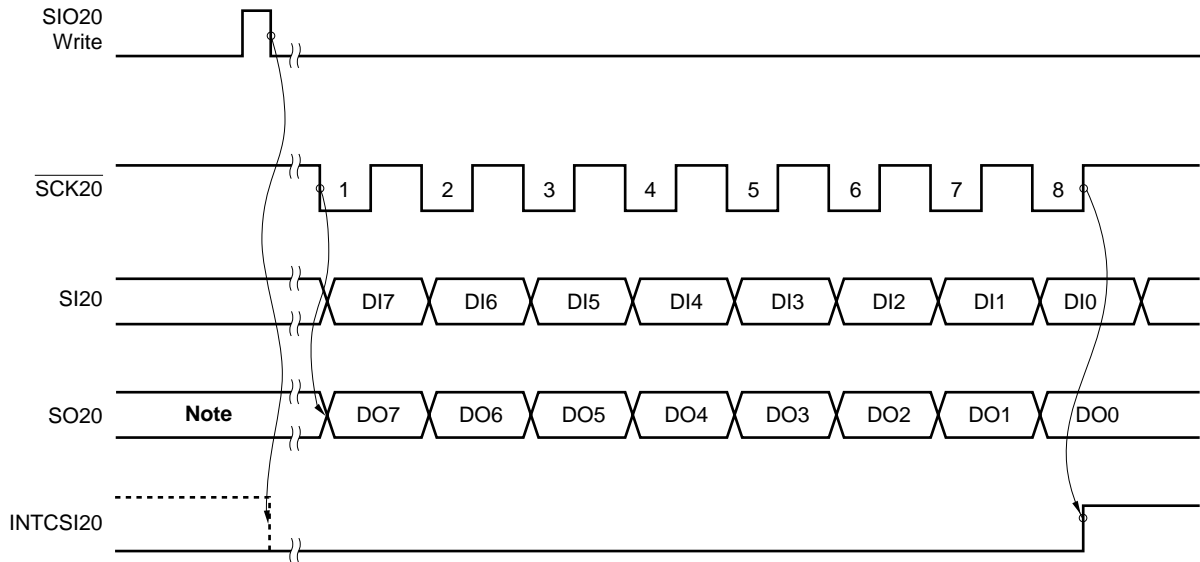 SIO20
Write
SCK20
1 2 3 4 5 6 7 8
SI20
DI7 DI6 DI5 DI4 DI3 DI2 DI1 DI0
SO20
Note DO7 DO6 DO5 DO4 DO3 DO2 DO1 DO0
INTCSI20